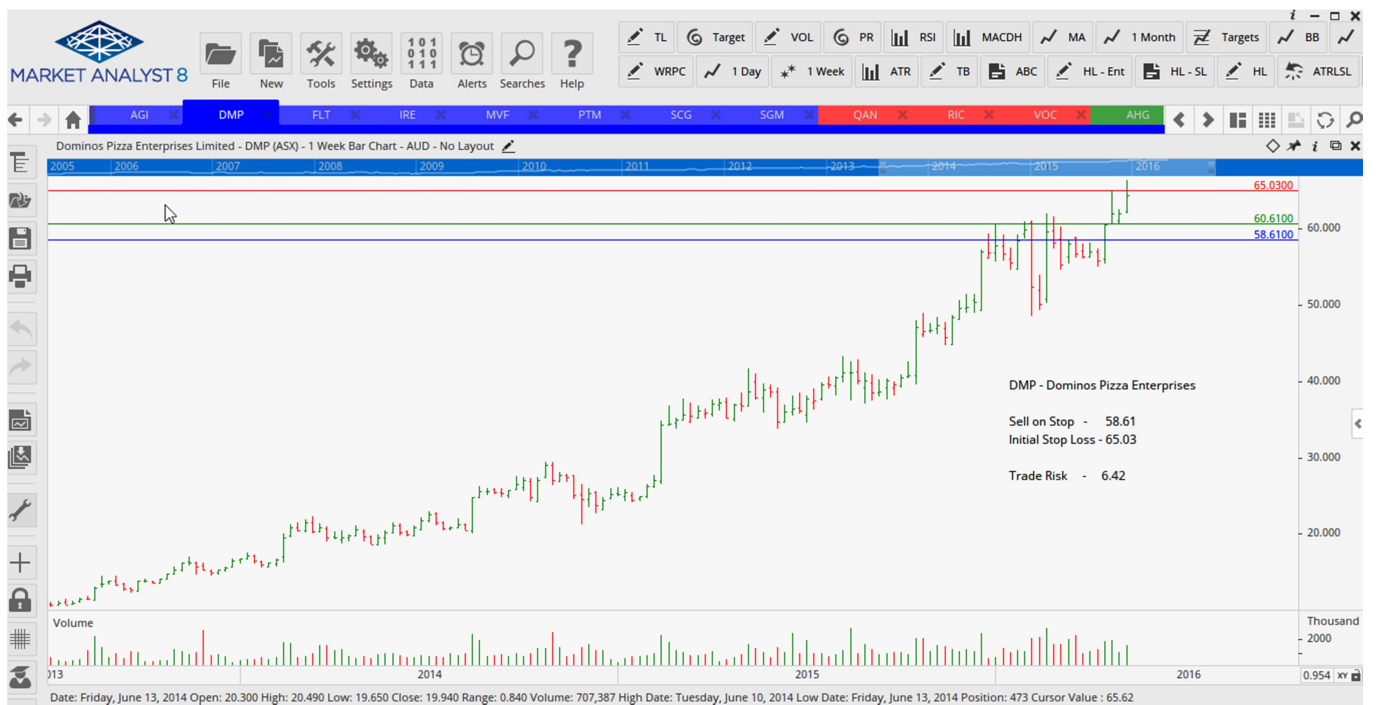 MARKET ANALYST 8
File New Tools Settings Data Alerts Searches Help
101
010
111
?
TL Target VOL PR RSI MACDH MA 1 Month Targets BB
WRPC 1 Day 1 Week ATR TB ABC HL - Ent HL - SL HL ATRLSL
AGI DMP FLT IRE MVF PTM SCG SGM QAN RIC VOC AHG
Dominos Pizza Enterprises Limited - DMP (ASX) - 1 Week Bar Chart - AUD - No Layout
2005 2006 2007 2008 2009 2010 2011 2012 2013 2014 2015 2016
65.0300
60.6100
60.000
58.6100
50.000
40.000
DMP - Dominos Pizza Enterprises
Sell on Stop - 58.61
Initial Stop Loss - 65.03
30.000
Trade Risk - 6.42
20.000
Volume
Thousand
2000
)13 2014 2015 2016
0.954 XY
Date: Friday, June 13, 2014 Open: 20.300 High: 20.490 Low: 19.650 Close: 19.940 Range: 0.840 Volume: 707,387 High Date: Tuesday, June 10, 2014 Low Date: Friday, June 13, 2014 Position: 473 Cursor Value : 65.62